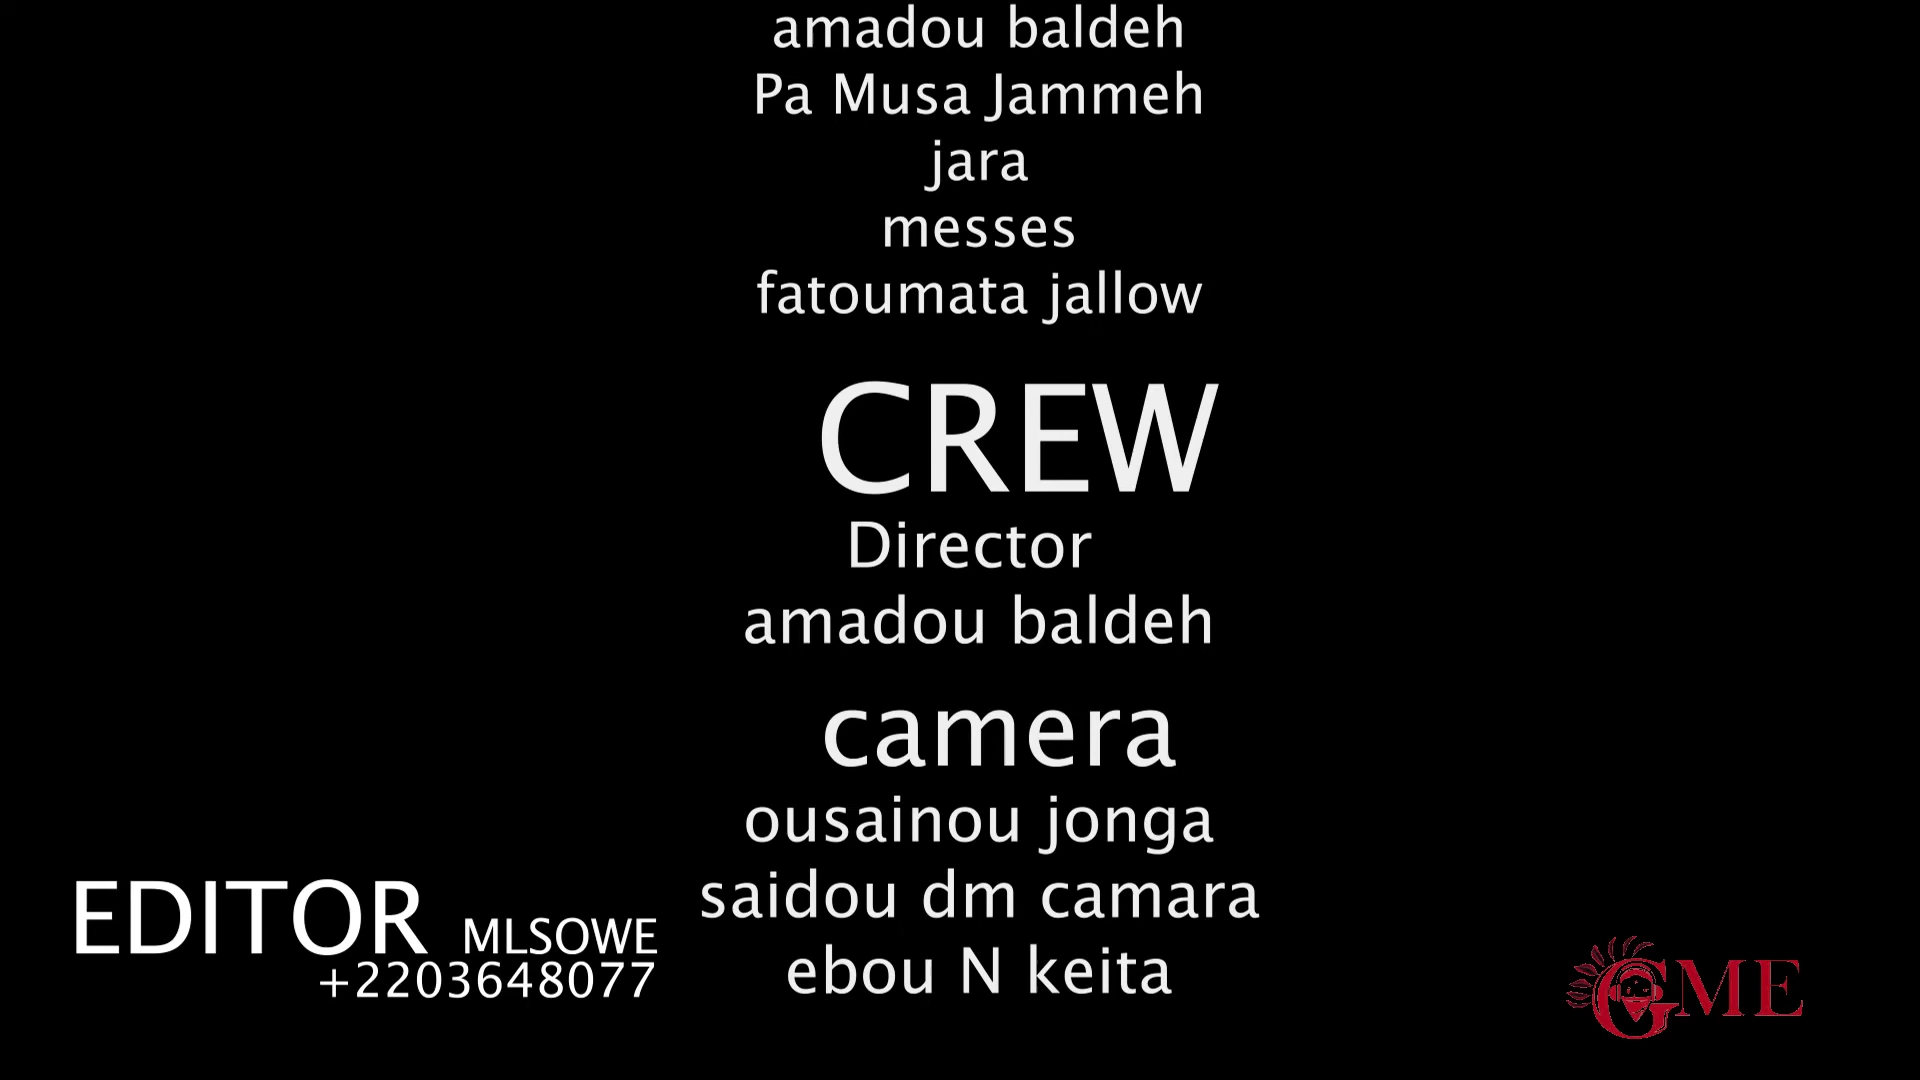 amadou baldeh
Pa Musa Jammeh
jara
messes
fatoumata jallow
CREW
Director
amadou baldeh
camera
ousainou jonga
saidou dm camara
ebou N keita
EDITOR MLSOWE
+2203648077
GME